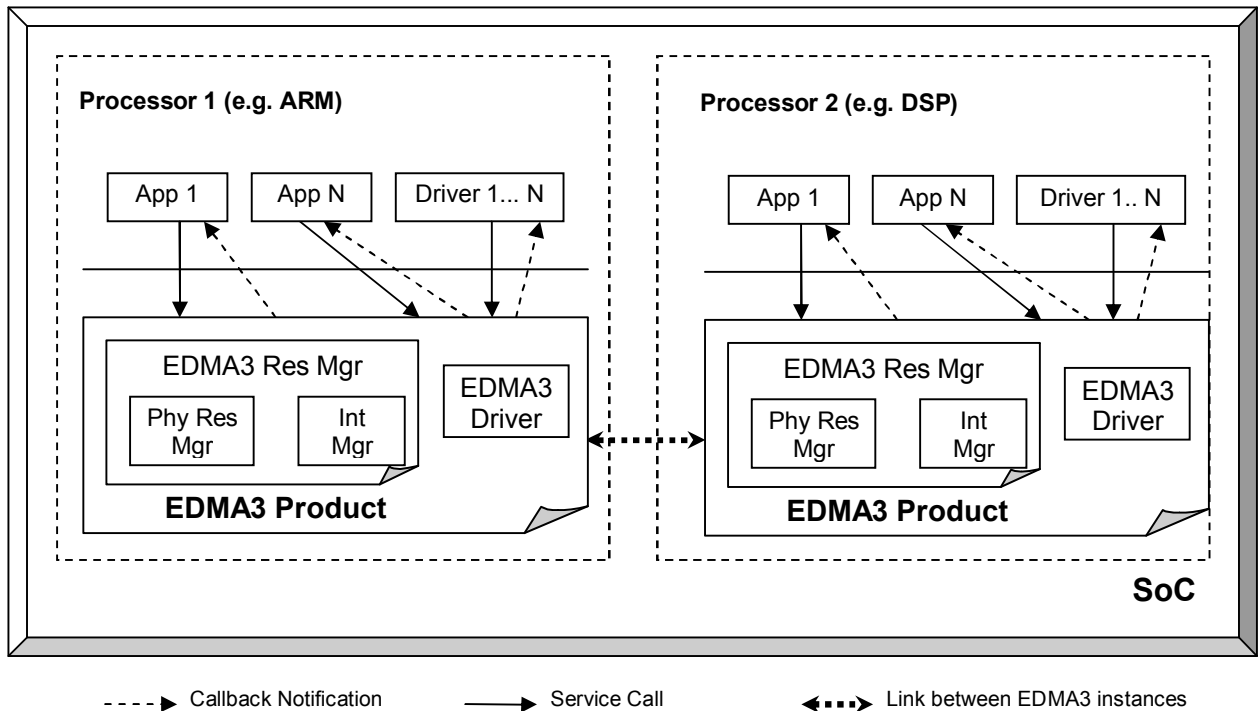 Processor 1 (e.g. ARM)
App 1
App N
Driver 1... N
EDMA3 Res Mgr
Phy Res
Mgr
Int
Mgr
EDMA3
Driver
EDMA3 Product
Processor 2 (e.g. DSP)
App 1
App N
Driver 1.. N
EDMA3 Res Mgr
Phy Res
Mgr
Int
Mgr
EDMA3
Driver
EDMA3 Product
SoC
Callback Notification
Service Call
Link between EDMA3 instances